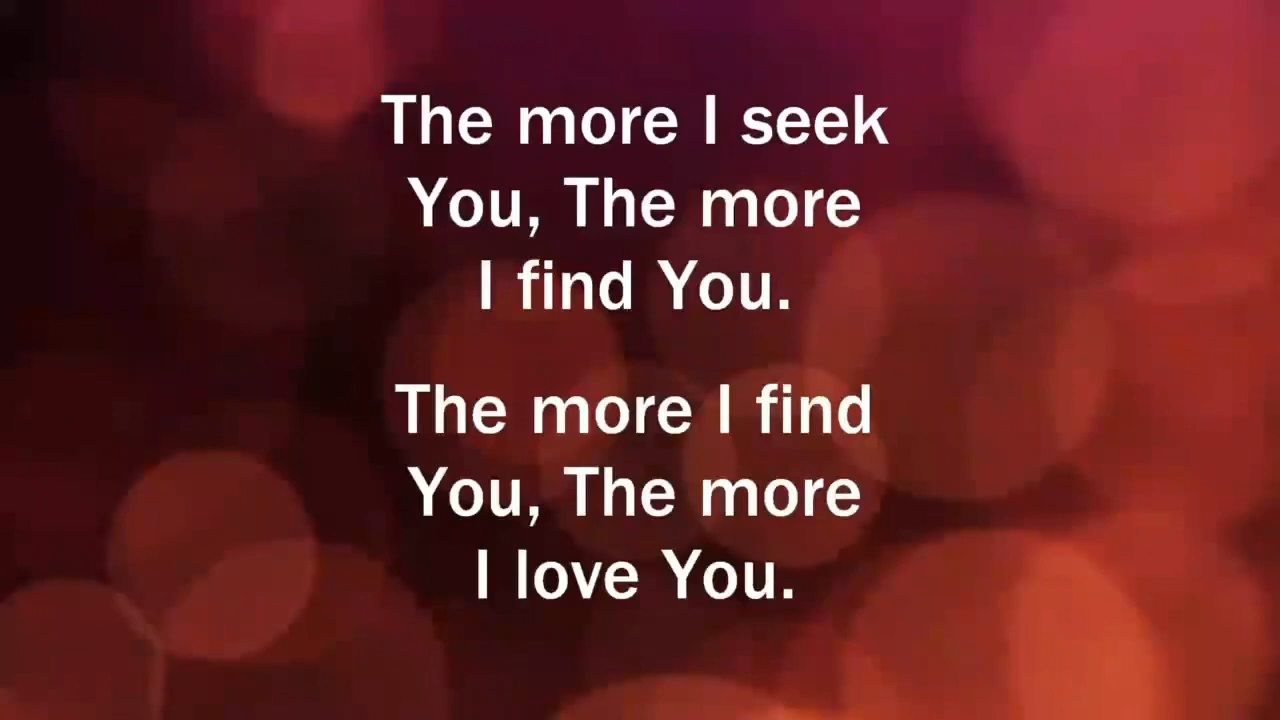 The more I seek
You, The more
I find You.
The more I find
You, The more
I love You.